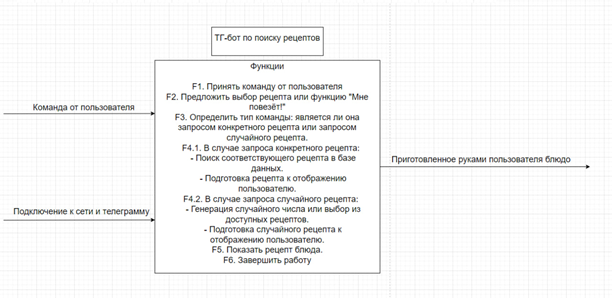 ТГ-бот по поиску рецептов
Функции
F1. Принять команду от пользователя
F2. Предложить выбор рецепта или функцию "Мне
повезёт!"
F3. Определить тип команды: является ли она
запросом конкретного рецепта или запросом
случайного рецепта.
F4.1. В случае запроса конкретного рецепта:
- Поиск соответствующего рецепта в базе
данных.
- Подготовка рецепта к отображению
пользователю.
F4.2. В случае запроса случайного рецепта:
- Генерация случайного числа или выбор из
доступных рецептов.
- Подготовка случайного рецепта к
отображению пользователю.
F5. Показать рецепт блюда.
F6. Завершить работу
Команда от пользователя
Подключение к сети и телеграмму
Приготовленное руками пользователя блюдо